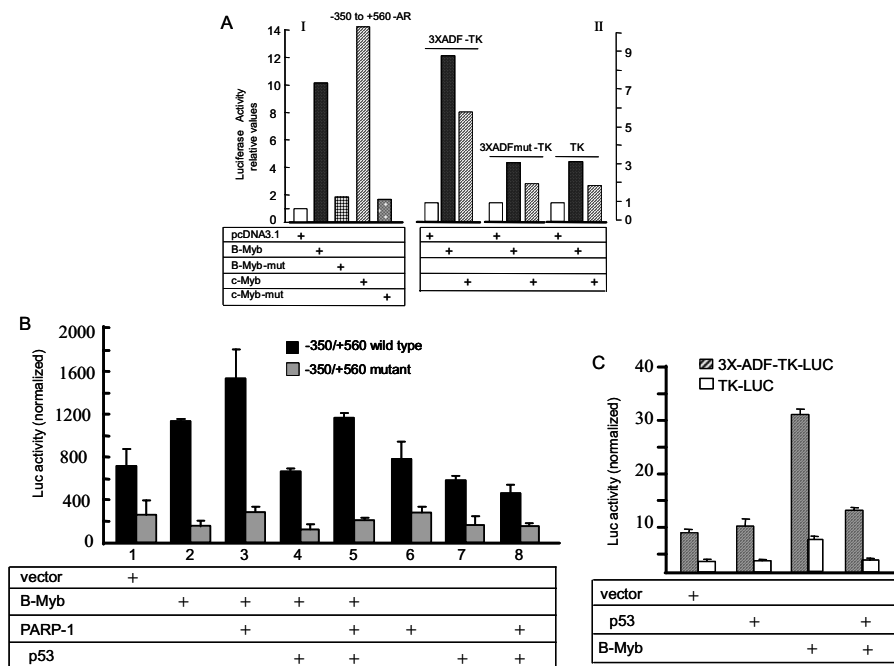 A
I
-350 to +560-AR
II
Luciferase Activity
relative values
14
12
10
8
6
4
2
0
3XADF-TK
3XADFmut-TK
TK
9
7
5
3
1
0
pcDNA3.1 + + + +
B-Myb + + + +
B-Myb-mut +
c-Myb + + + +
c-Myb-mut +
B
Luc activity (normalized)
2000
1600
1200
800
400
0
-350/+560 wild type
-350/+560 mutant
1 2 3 4 5 6 7 8
vector +
B-Myb + + + +
PARP-1 + + + +
p53 + + + +
C
Luc activity (normalized)
40
30
20
10
3X-ADF-TK-LUC
TK-LUC
vector +
p53 + +
B-Myb + +